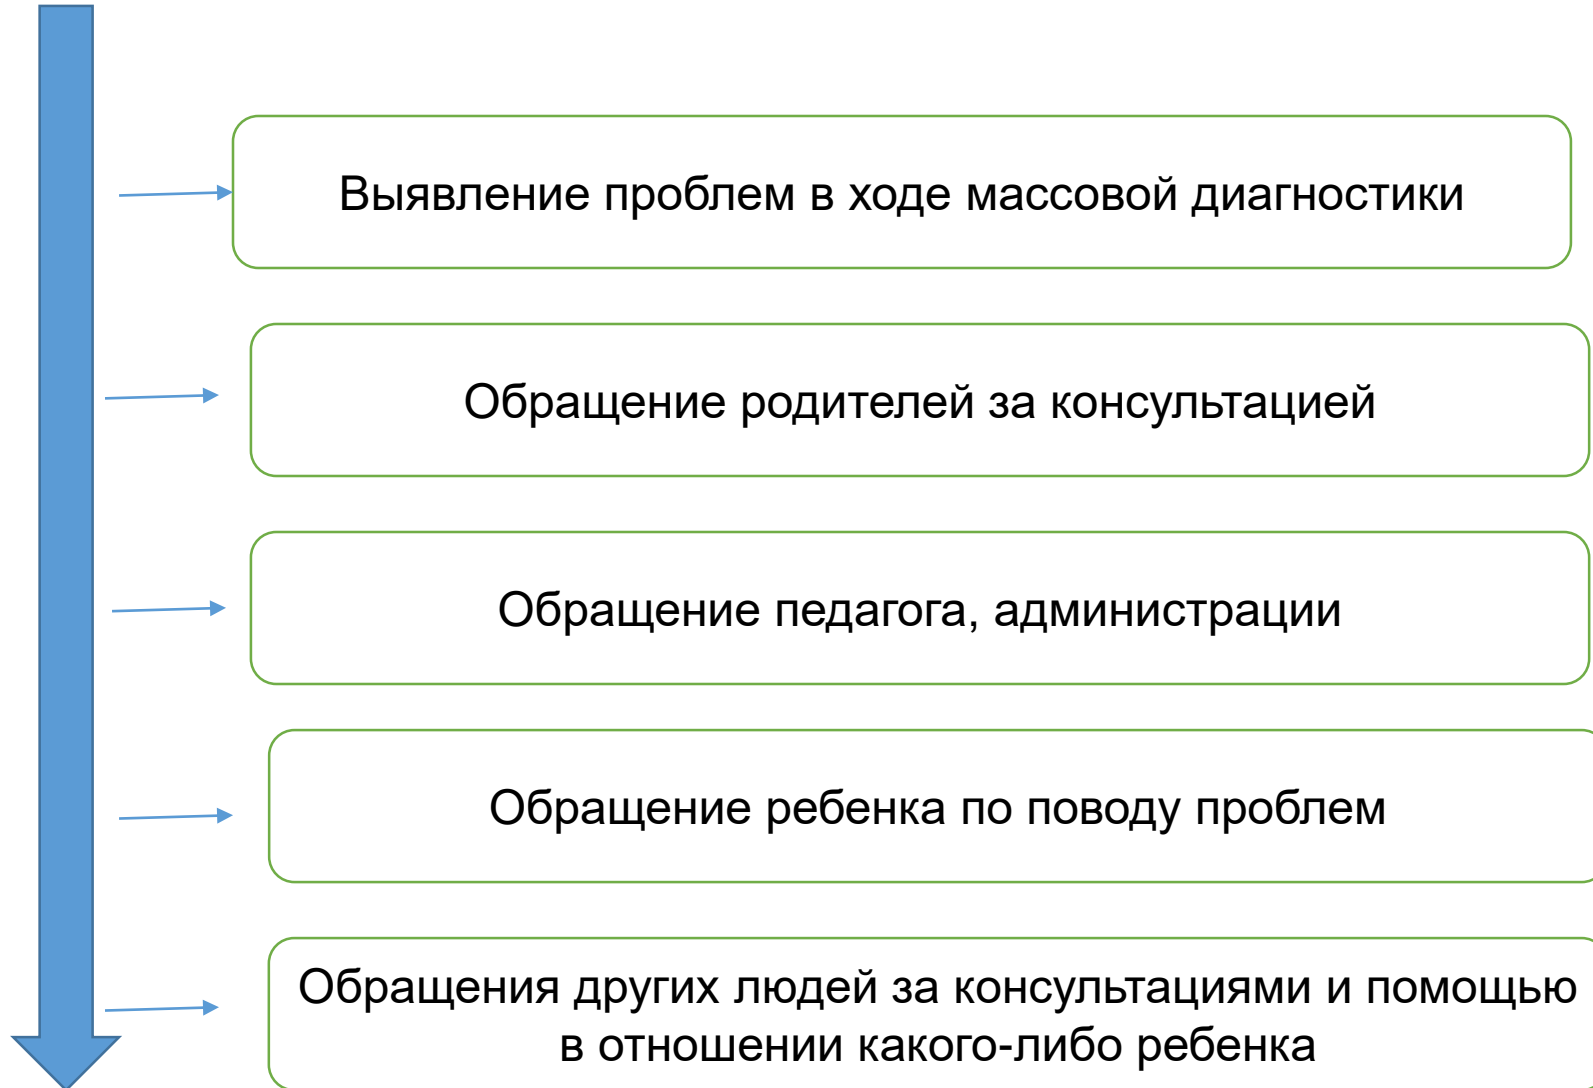 Выявление проблем в ходе массовой диагностики
Обращение родителей за консультацией
Обращение педагога, администрации
Обращение ребенка по поводу проблем
Обращения других людей за консультациями и помощью
в отношении какого-либо ребенка